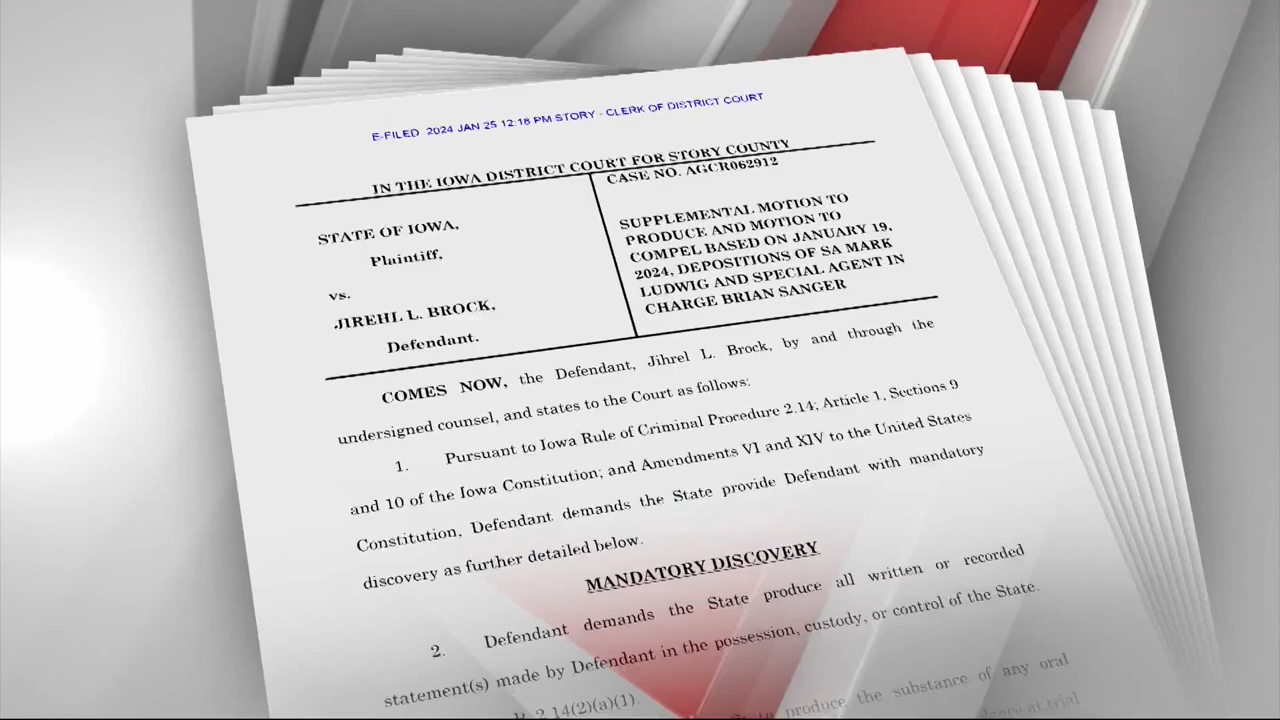 E-FILED 2024 JAN 25 12:18 PM STORY - CLERK OF DISTRICT COURT
IN THE IOWA DISTRICT COURT FOR STORY COUNTY
STATE OF IOWA,
Plaintiff,
vs.
JIREHL L. BROCK,
Defendant.
CASE NO. AGCR062912
SUPPLEMENTAL MOTION TO
PRODUCE AND MOTION TO
COMPEL BASED ON JANUARY 19,
2024, DEPOSITIONS OF SA MARK
LUDWIG AND SPECIAL AGENT IN
CHARGE BRIAN SANGER
COMES NOW, the Defendant, Jihrel L. Brock, by and through the
undersigned counsel, and states to the Court as follows:
1. Pursuant to Iowa Rule of Criminal Procedure 2.14; Article 1, Sections 9
and 10 of the Iowa Constitution; and Amendments VI and XIV to the United States
Constitution, Defendant demands the State provide Defendant with mandatory
discovery as further detailed below.
MANDATORY DISCOVERY
2. Defendant demands the State produce all written or recorded
statement(s) made by Defendant in the possession, custody, or control of the State.
R. 2.14(2)(a)(1).
produce the substance of any oral
at trial